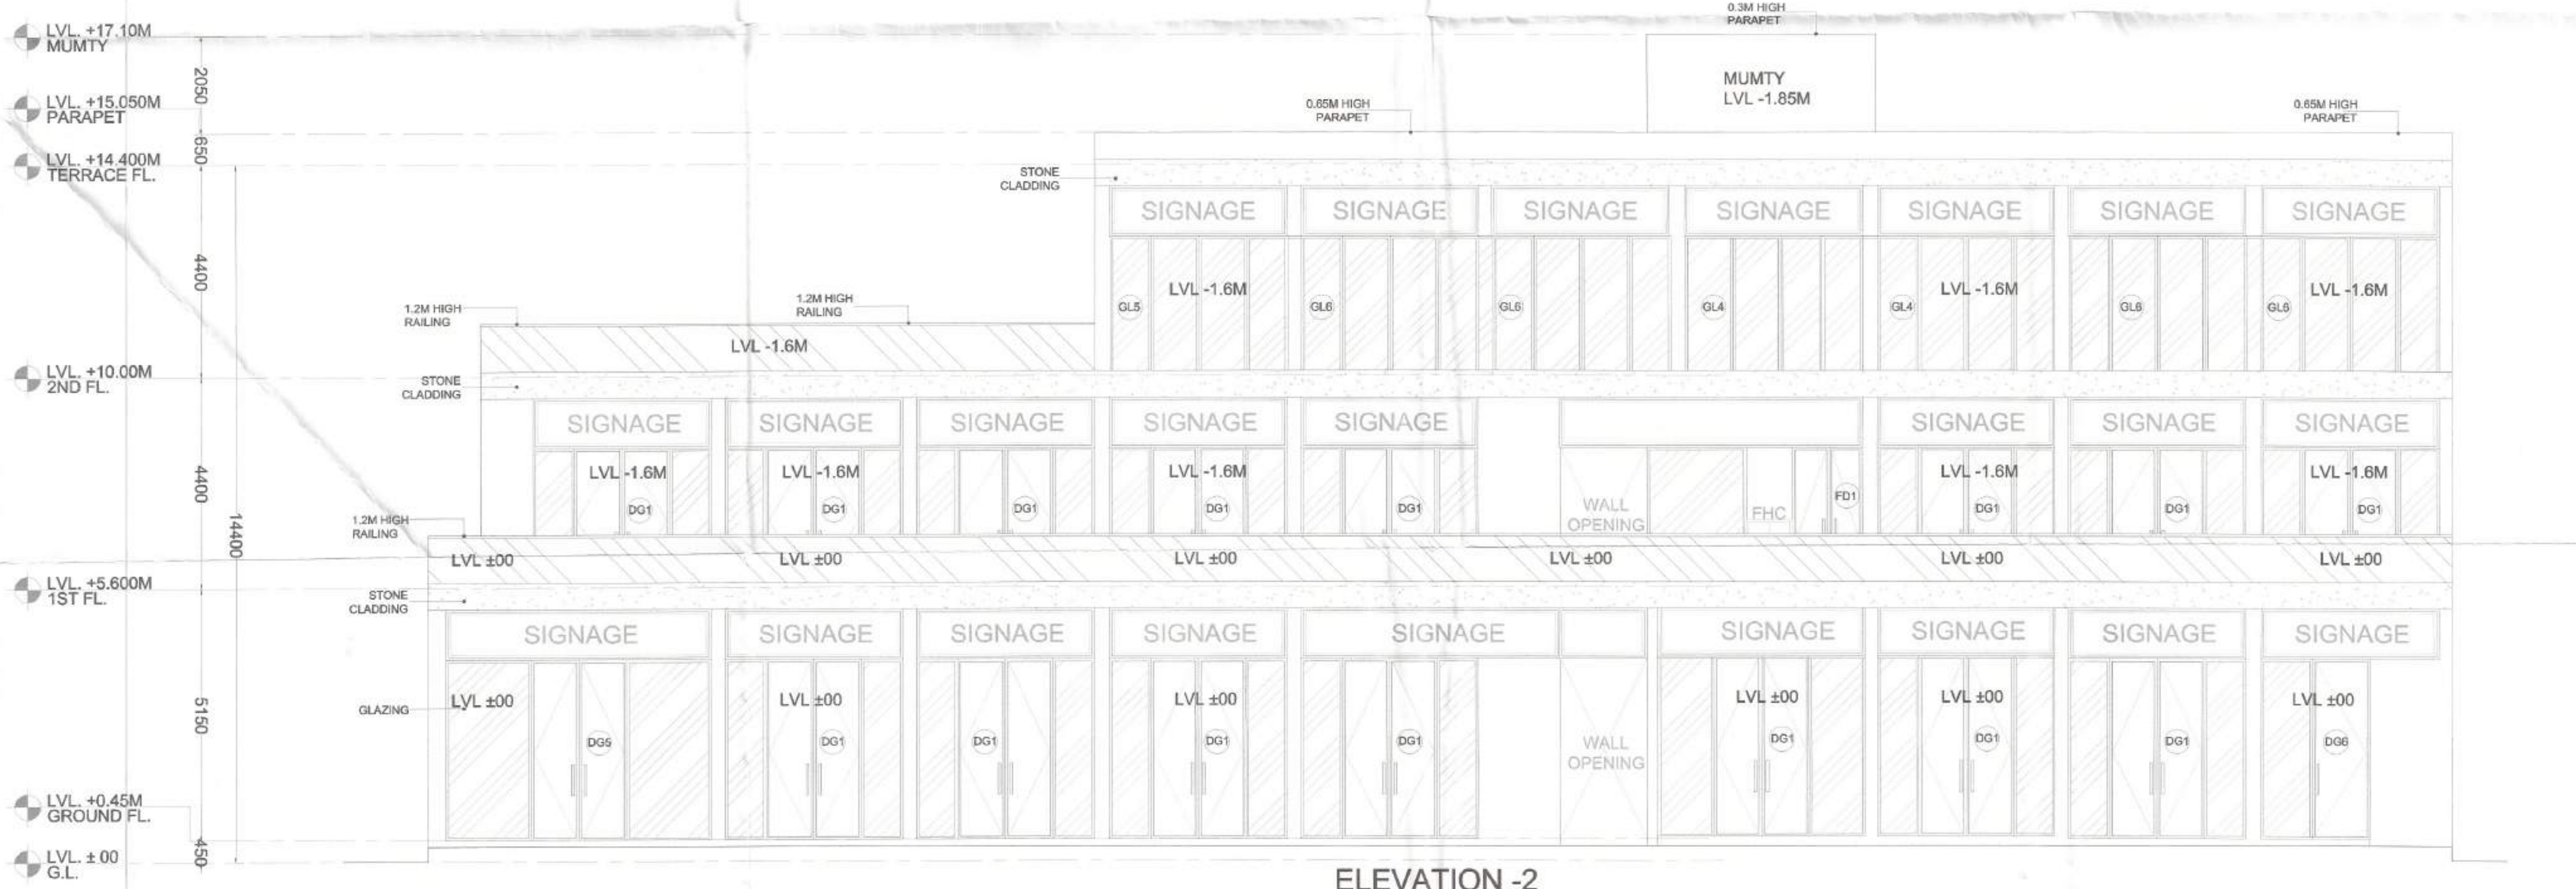 0.3M HIGH
PARAPET
LVL. +17.10M
MUMTY
MUMTY
LVL -1.85M
2050
LVL. +15.050M
PARAPET
0.65M HIGH
PARAPET
0.65M HIGH
PARAPET
650
LVL. +14.400M
TERRACE FL.
STONE
CLADDING
SIGNAGE SIGNAGE SIGNAGE SIGNAGE SIGNAGE SIGNAGE SIGNAGE
4400
LVL -1.6M LVL -1.6M LVL -1.6M
GL5 GL6 GL6 GL4 GL4 GL6 GL6
1.2M HIGH
RAILING
1.2M HIGH
RAILING
LVL -1.6M
LVL. +10.00M
2ND FL.
STONE
CLADDING
SIGNAGE SIGNAGE SIGNAGE SIGNAGE SIGNAGE SIGNAGE SIGNAGE SIGNAGE
4400
LVL -1.6M LVL -1.6M LVL -1.6M LVL -1.6M LVL -1.6M
DG1 DG1 DG1 DG1 DG1 FD1 DG1 DG1 DG1
WALL
OPENING
FHC
14400
1.2M HIGH
RAILING
LVL ±00 LVL ±00 LVL ±00 LVL ±00 LVL ±00 LVL ±00
LVL. +5.600M
1ST FL.
STONE
CLADDING
SIGNAGE SIGNAGE SIGNAGE SIGNAGE SIGNAGE SIGNAGE SIGNAGE SIGNAGE SIGNAGE
5150
GLAZING
LVL ±00 LVL ±00 LVL ±00 LVL ±00 LVL ±00 LVL ±00
DG5 DG1 DG1 DG1 DG1 DG1 DG1 DG1 DG6
WALL
OPENING
LVL. +0.45M
GROUND FL.
450
LVL. ± 00
G.L.
ELEVATION -2